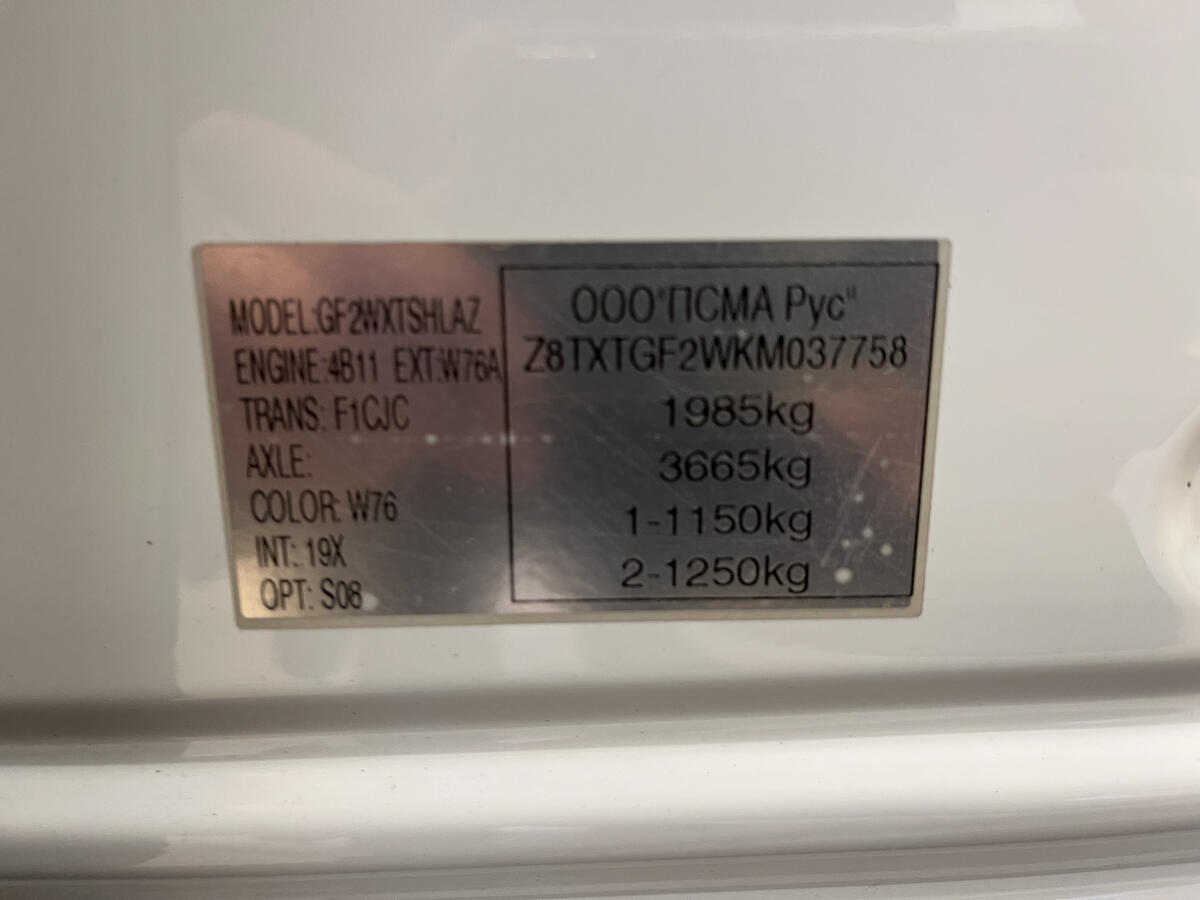 MODEL:GF2WXTSHLAZ
ENGINE:4B11 EXT:W76A
TRANS: F1CJC
AXLE:
COLOR: W76
INT: 19X
OPT: S08
ООО"ПСМА Рус"
Z8TXTGF2WKM037758
1985kg
3665kg
1-1150kg
2-1250kg